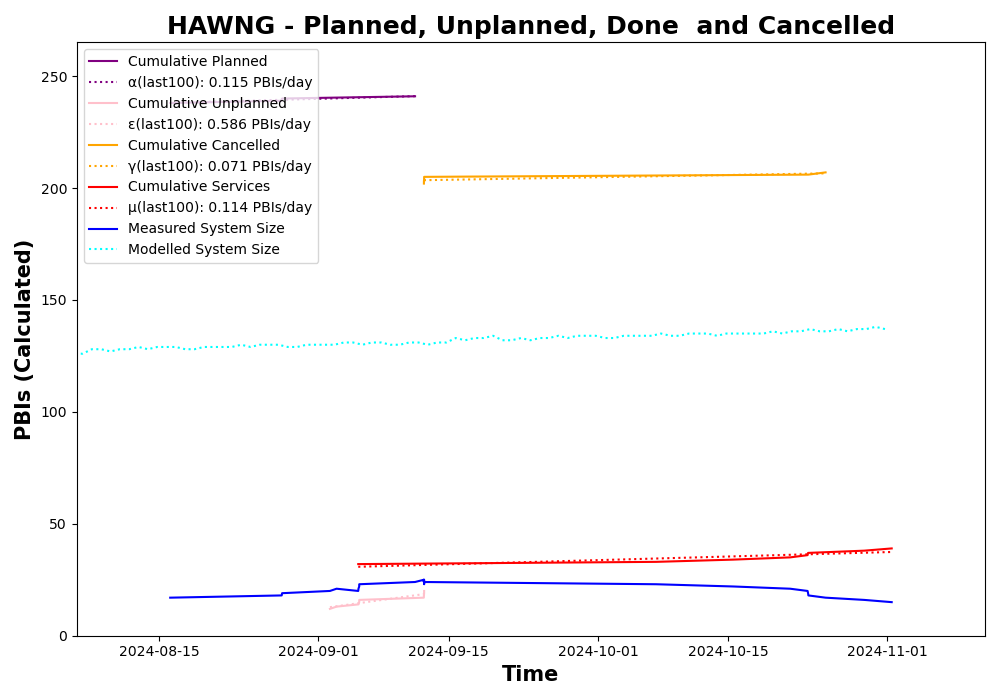 HAWNG - Planned, Unplanned, Done  and Cancelled
PBIs (Calculated)
250
200
150
100
50
0
Cumulative Planned
α(last100): 0.115 PBIs/day
Cumulative Unplanned
ε(last100): 0.586 PBIs/day
Cumulative Cancelled
γ(last100): 0.071 PBIs/day
Cumulative Services
μ(last100): 0.114 PBIs/day
Measured System Size
Modelled System Size
2024-08-15
2024-09-01
2024-09-15
2024-10-01
2024-10-15
2024-11-01
Time